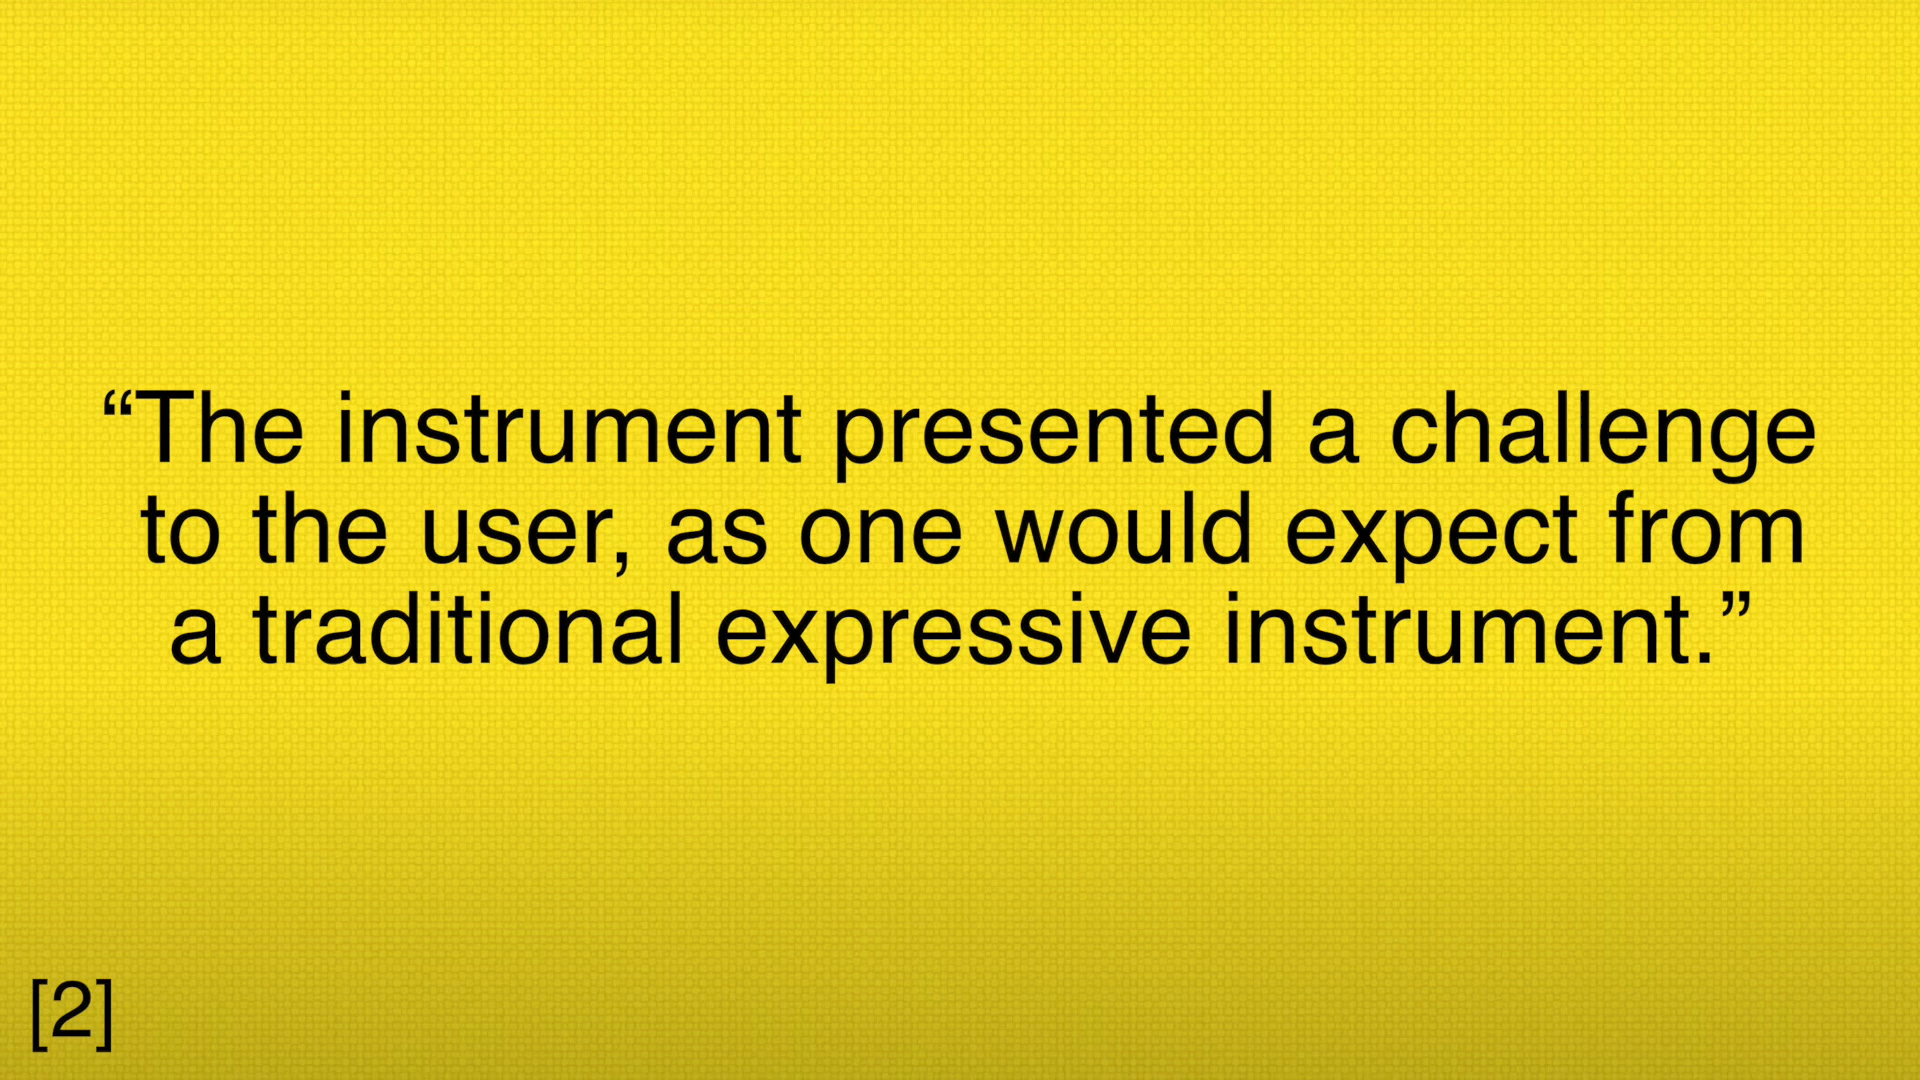 “The instrument presented a challenge
to the user, as one would expect from
a traditional expressive instrument.”
[2]